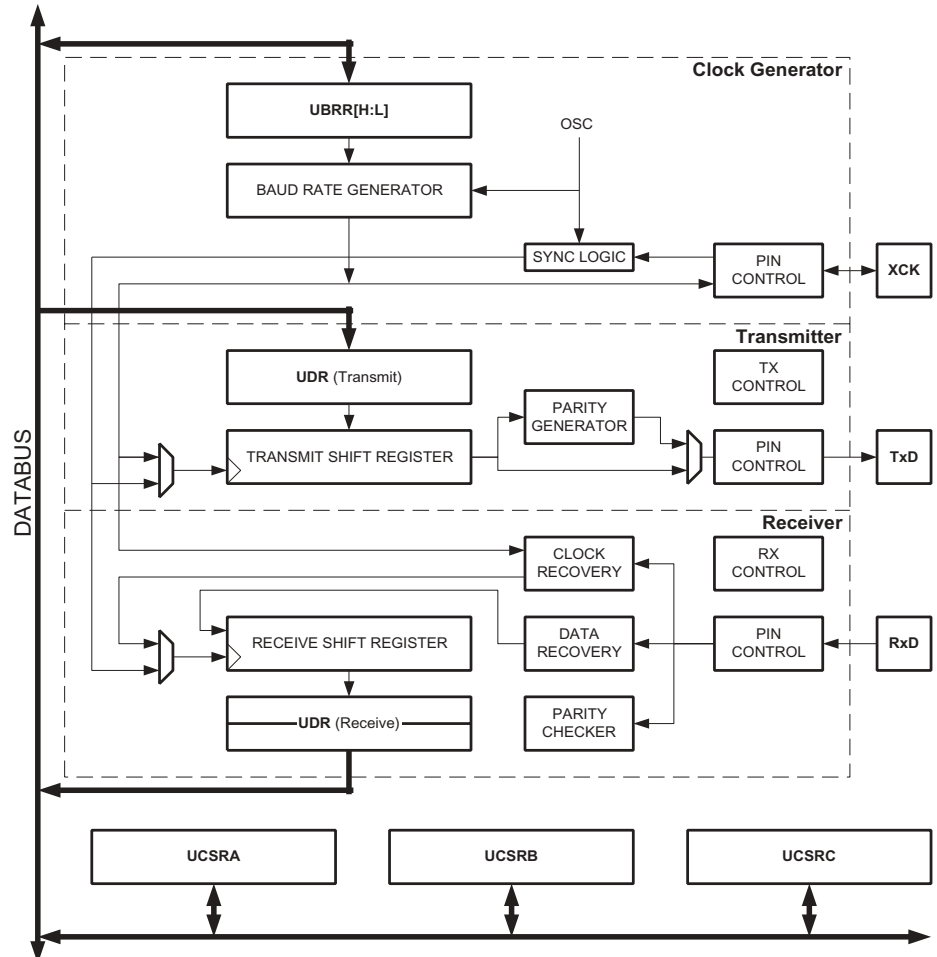 Clock Generator
UBRR[H:L]
OSC
BAUD RATE GENERATOR
SYNC LOGIC
PIN
CONTROL
XCK
Transmitter
UDR (Transmit)
TX
CONTROL
PARITY
GENERATOR
TRANSMIT SHIFT REGISTER
PIN
CONTROL
TxD
DATABUS
Receiver
CLOCK
RECOVERY
RX
CONTROL
RECEIVE SHIFT REGISTER
DATA
RECOVERY
PIN
CONTROL
RxD
UDR (Receive)
PARITY
CHECKER
UCSRA
UCSRB
UCSRC